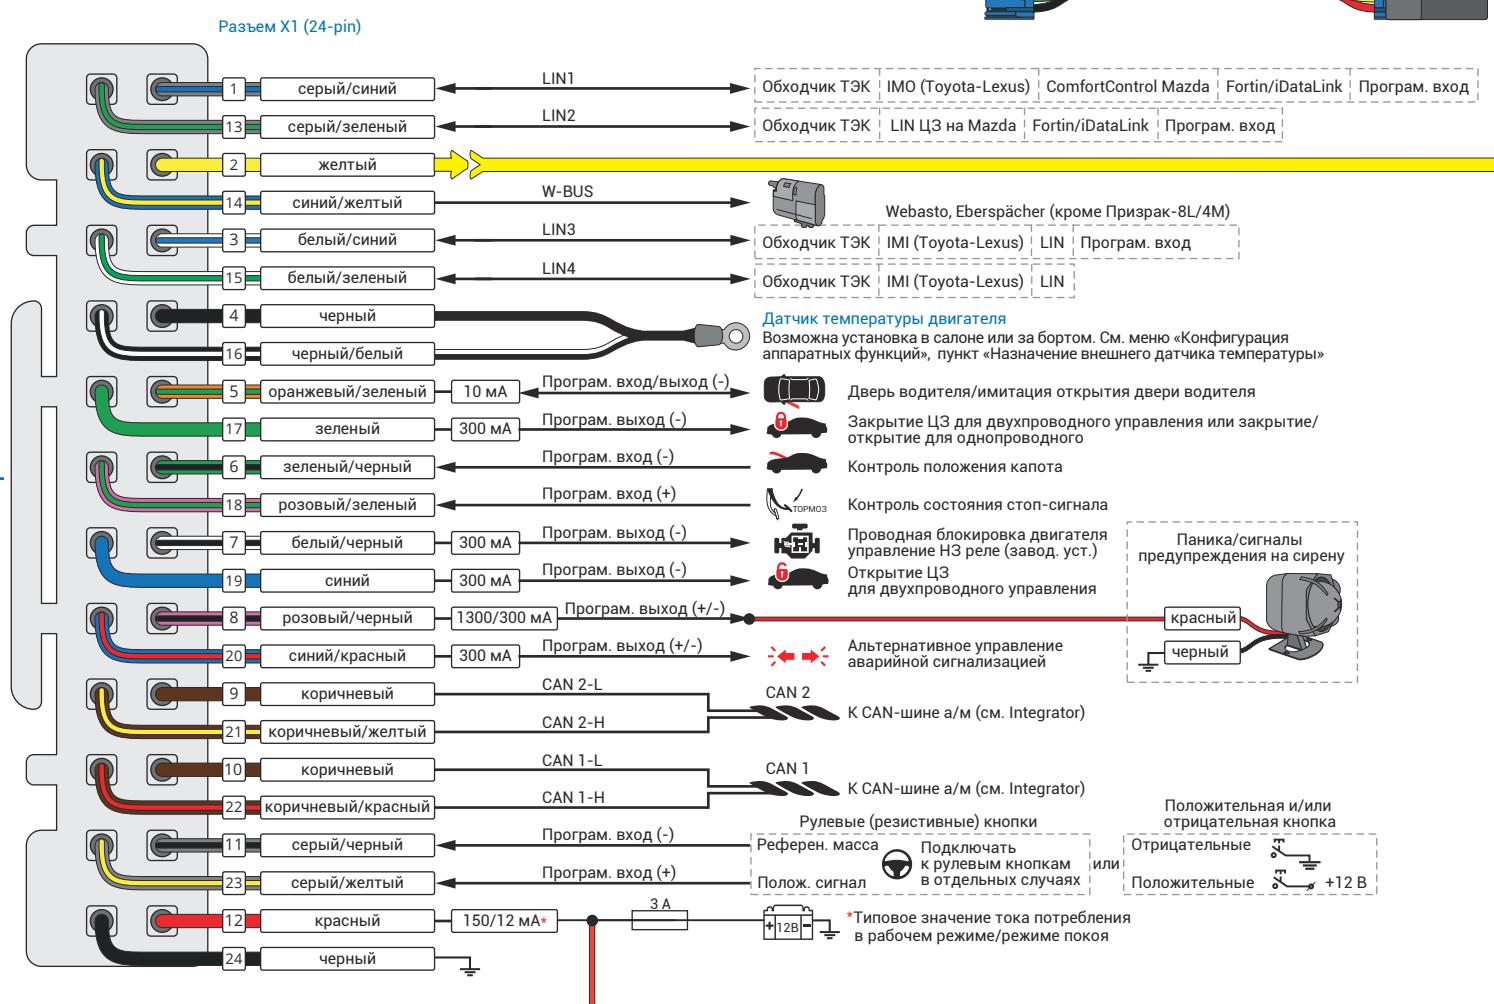 Разъем X1 (24-pin)
1 серый/синий LIN1 Обходчик ТЭК IMO (Toyota-Lexus) ComfortControl Mazda Fortin/iDataLink Програм. вход
13 серый/зеленый LIN2 Обходчик ТЭК LIN ЦЗ на Mazda Fortin/iDataLink Програм. вход
2 желтый
14 синий/желтый W-BUS
Webasto, Eberspächer (кроме Призрак-8L/4M)
3 белый/синий LIN3 Обходчик ТЭК IMI (Toyota-Lexus) LIN Програм. вход
15 белый/зеленый LIN4 Обходчик ТЭК IMI (Toyota-Lexus) LIN
4 черный
Датчик температуры двигателя
Возможна установка в салоне или за бортом. См. меню «Конфигурация
аппаратных функций», пункт «Назначение внешнего датчика температуры»
16 черный/белый
5 оранжевый/зеленый 10 мА Програм. вход/выход (-) Дверь водителя/имитация открытия двери водителя
17 зеленый 300 мА Програм. выход (-)
Закрытие ЦЗ для двухпроводного управления или закрытие/
открытие для однопроводного
6 зеленый/черный Програм. вход (-) Контроль положения капота
18 розовый/зеленый Програм. вход (+) ТОРМОЗ Контроль состояния стоп-сигнала
7 белый/черный 300 мА Програм. выход (-)
Проводная блокировка двигателя
управление НЗ реле (завод. уст.)
19 синий 300 мА Програм. выход (-)
Открытие ЦЗ
для двухпроводного управления
Паника/сигналы
предупреждения на сирену
8 розовый/черный 1300/300 мА Програм. выход (+/-) красный
черный
20 синий/красный 300 мА Програм. выход (+/-)
Альтернативное управление
аварийной сигнализацией
9 коричневый CAN 2-L
CAN 2
К CAN-шине а/м (см. Integrator)
21 коричневый/желтый CAN 2-H
10 коричневый CAN 1-L
CAN 1
К CAN-шине а/м (см. Integrator)
22 коричневый/красный CAN 1-H
Рулевые (резистивные) кнопки
Положительная и/или
отрицательная кнопка
11 серый/черный Програм. вход (-) Референ. масса
Подключать
к рулевым кнопкам
в отдельных случаях
или
Отрицательные
23 серый/желтый Програм. вход (+) Полож. сигнал
Положительные +12 В
12 красный 150/12 мА* 3 А + 12В -
*Типовое значение тока потребления
в рабочем режиме/режиме покоя
24 черный